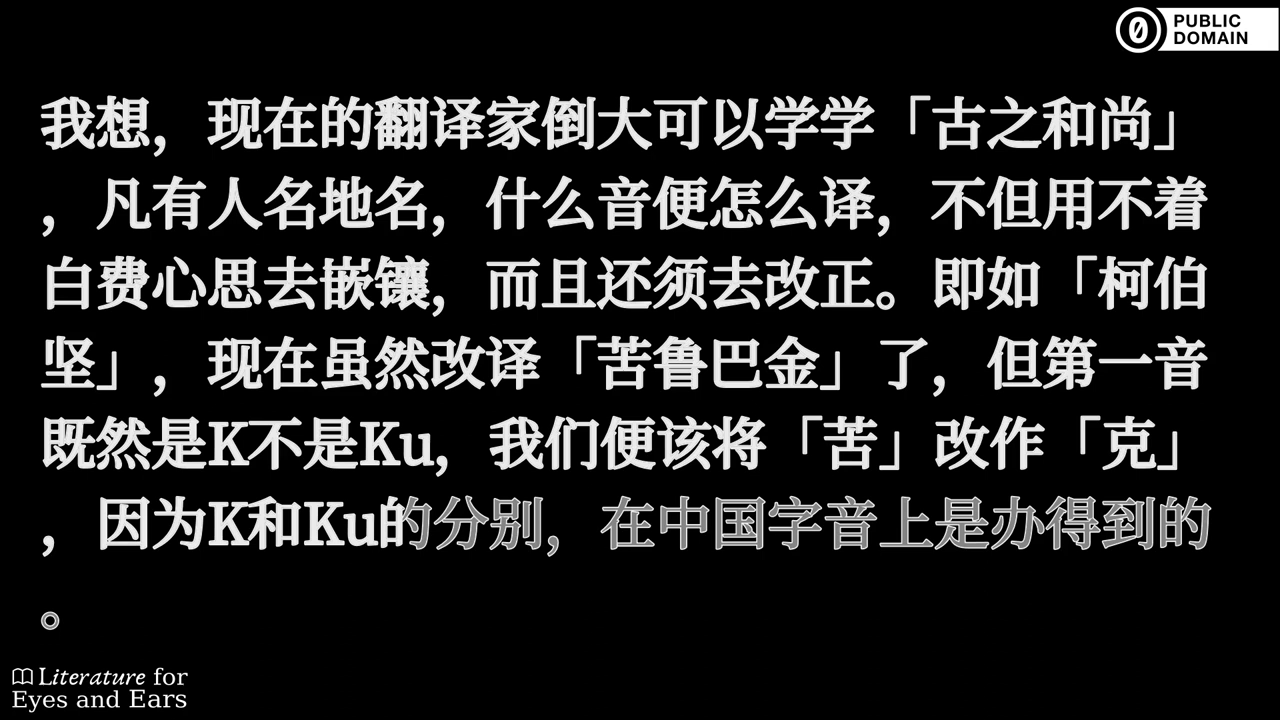 PUBLIC
DOMAIN
我想，现在的翻译家倒大可以学学「古之和尚」
，凡有人名地名，什么音便怎么译，不但用不着
白费心思去嵌镶，而且还须去改正。即如「柯伯
坚」，现在虽然改译「苦鲁巴金」了，但第一音
既然是K不是Ku，我们便该将「苦」改作「克」
，因为K和Ku的分别，在中国字音上是办得到的
。
Literature for
Eyes and Ears